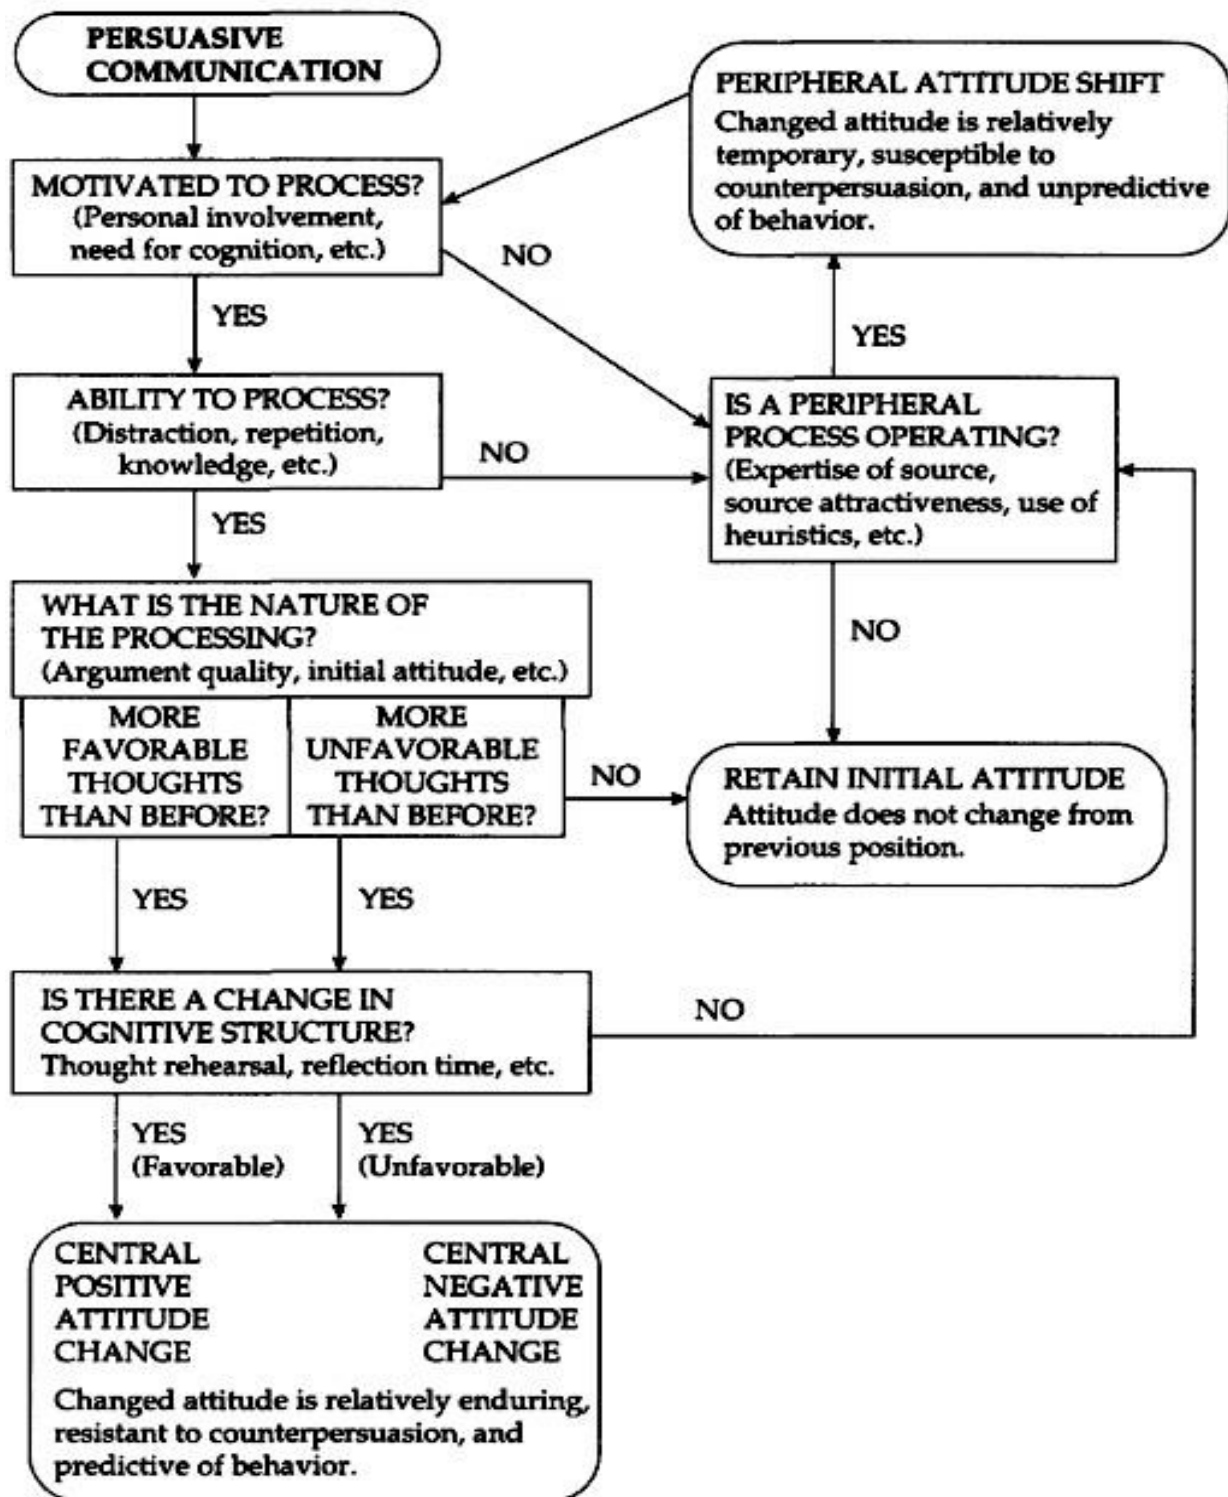 PERSUASIVE
COMMUNICATION
PERIPHERAL ATTITUDE SHIFT
Changed attitude is relatively
temporary, susceptible to
counterpersuasion, and unpredictive
of behavior.
MOTIVATED TO PROCESS?
(Personal involvement,
need for cognition, etc.)
NO
YES
YES
ABILITY TO PROCESS?
(Distraction, repetition,
knowledge, etc.)
NO
IS A PERIPHERAL
PROCESS OPERATING?
(Expertise of source,
source attractiveness, use of
heuristics, etc.)
YES
NO
WHAT IS THE NATURE OF
THE PROCESSING?
(Argument quality, initial attitude, etc.)
MORE
FAVORABLE
THOUGHTS
THAN BEFORE?
MORE
UNFAVORABLE
THOUGHTS
THAN BEFORE?
NO
RETAIN INITIAL ATTITUDE
Attitude does not change from
previous position.
YES
YES
IS THERE A CHANGE IN
COGNITIVE STRUCTURE?
Thought rehearsal, reflection time, etc.
NO
YES
(Favorable)
YES
(Unfavorable)
CENTRAL
POSITIVE
ATTITUDE
CHANGE
CENTRAL
NEGATIVE
ATTITUDE
CHANGE
Changed attitude is relatively enduring,
resistant to counterpersuasion, and
predictive of behavior.